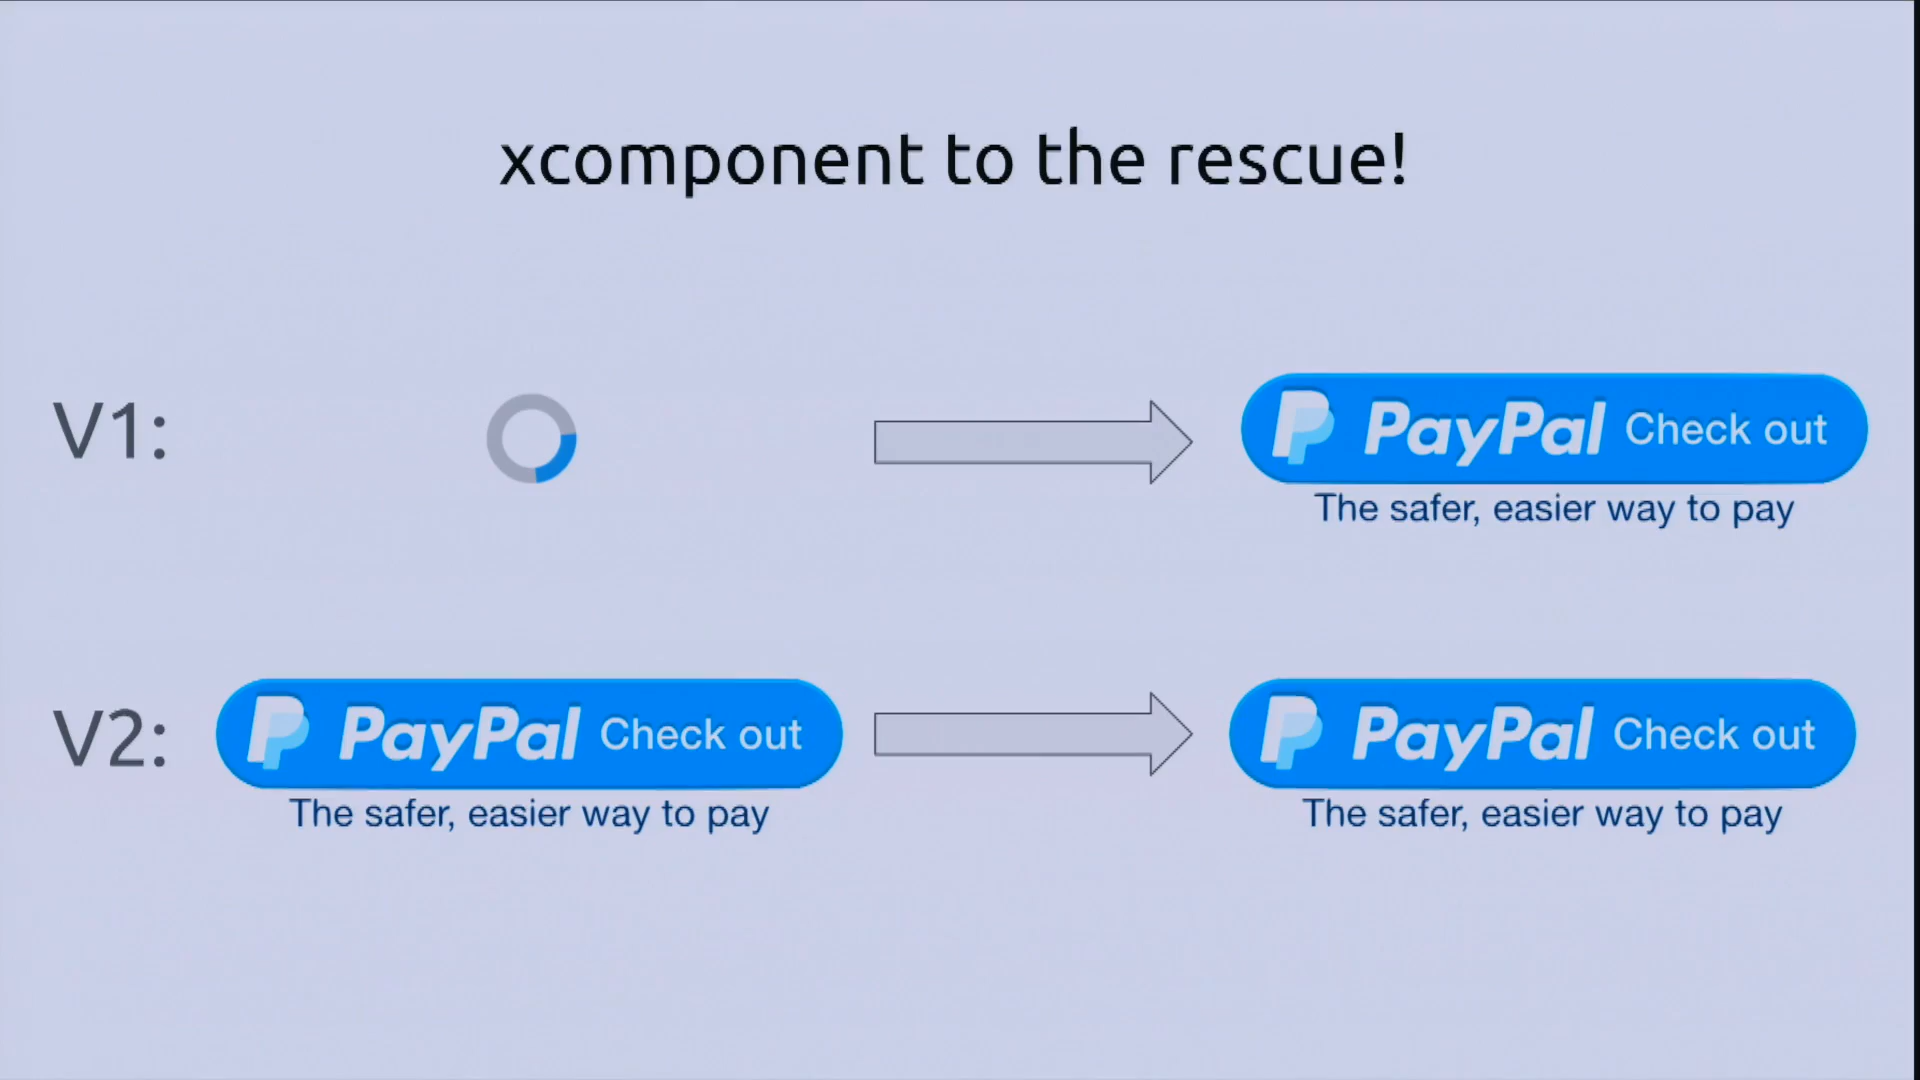 xcomponent to the rescue!
V1:
PayPal Check out
The safer, easier way to pay
V2:
PayPal Check out
The safer, easier way to pay
PayPal Check out
The safer, easier way to pay